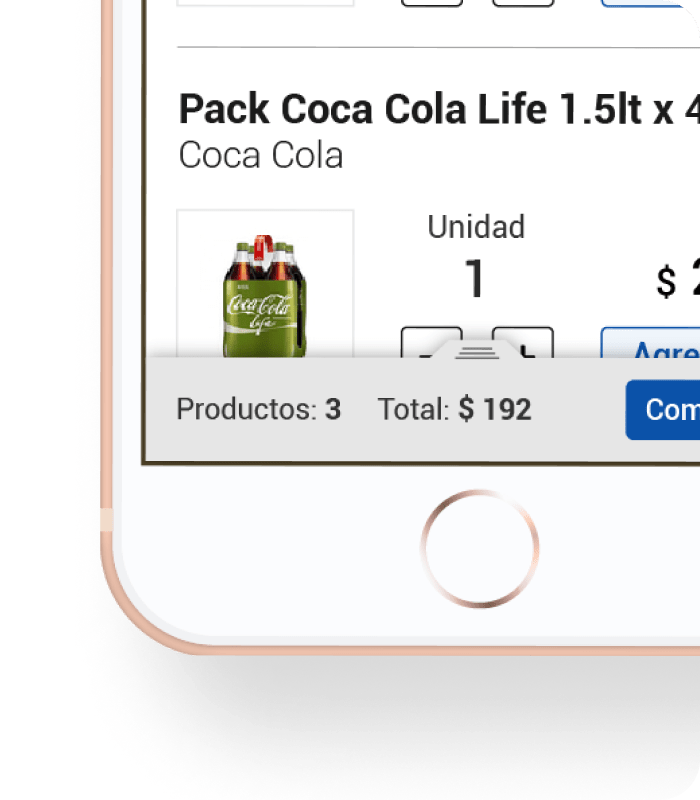 Pack Coca Cola Life 1.5lt x 4
Coca Cola
Unidad
1
$ 2
Coca-Cola
Life
Agre
Productos: 3 Total: $ 192
Com